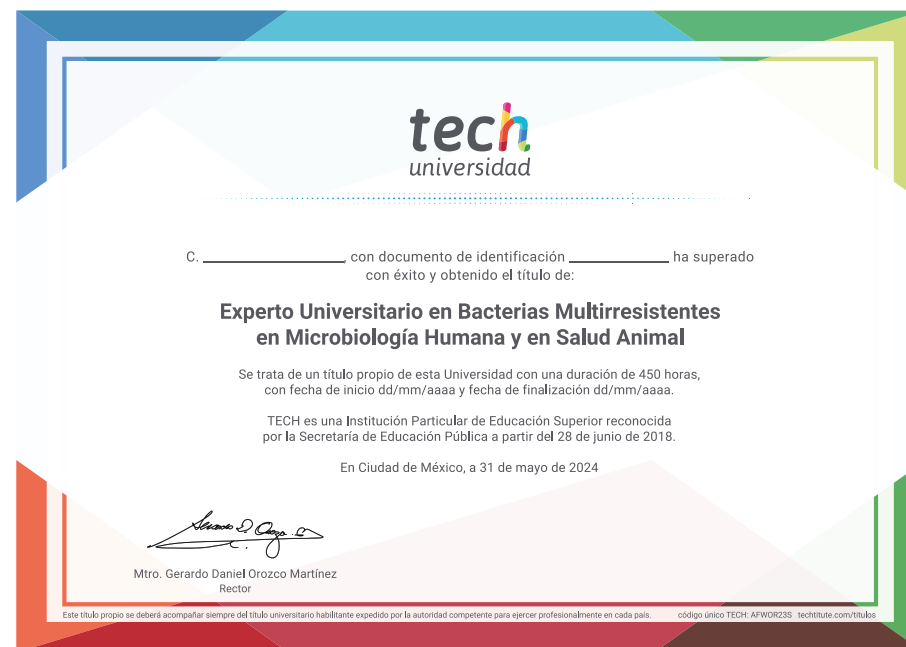 tech
universidad
C. ____________________, con documento de identificación ______________ ha superado
con éxito y obtenido el título de:
Experto Universitario en Bacterias Multirresistentes
en Microbiología Humana y en Salud Animal
Se trata de un título propio de esta Universidad con una duración de 450 horas,
con fecha de inicio dd/mm/aaaa y fecha de finalización dd/mm/aaaa.
TECH es una Institución Particular de Educación Superior reconocida
por la Secretaría de Educación Pública a partir del 28 de junio de 2018.
En Ciudad de México, a 31 de mayo de 2024
Mtro. Gerardo Daniel Orozco Martínez
Rector
Este título propio se deberá acompañar siempre del título universitario habilitante expedido por la autoridad competente para ejercer profesionalmente en cada país. código único TECH: AFWOR23S techtitute.com/titulos